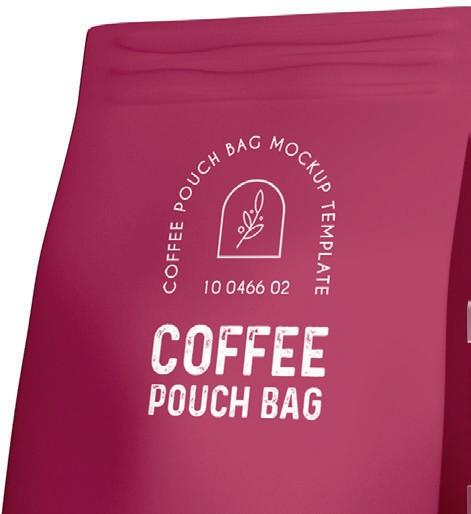 COFFEE POUCH BAG MOCKUP TEMPLATE
10 0466 02
COFFEE
POUCH BAG